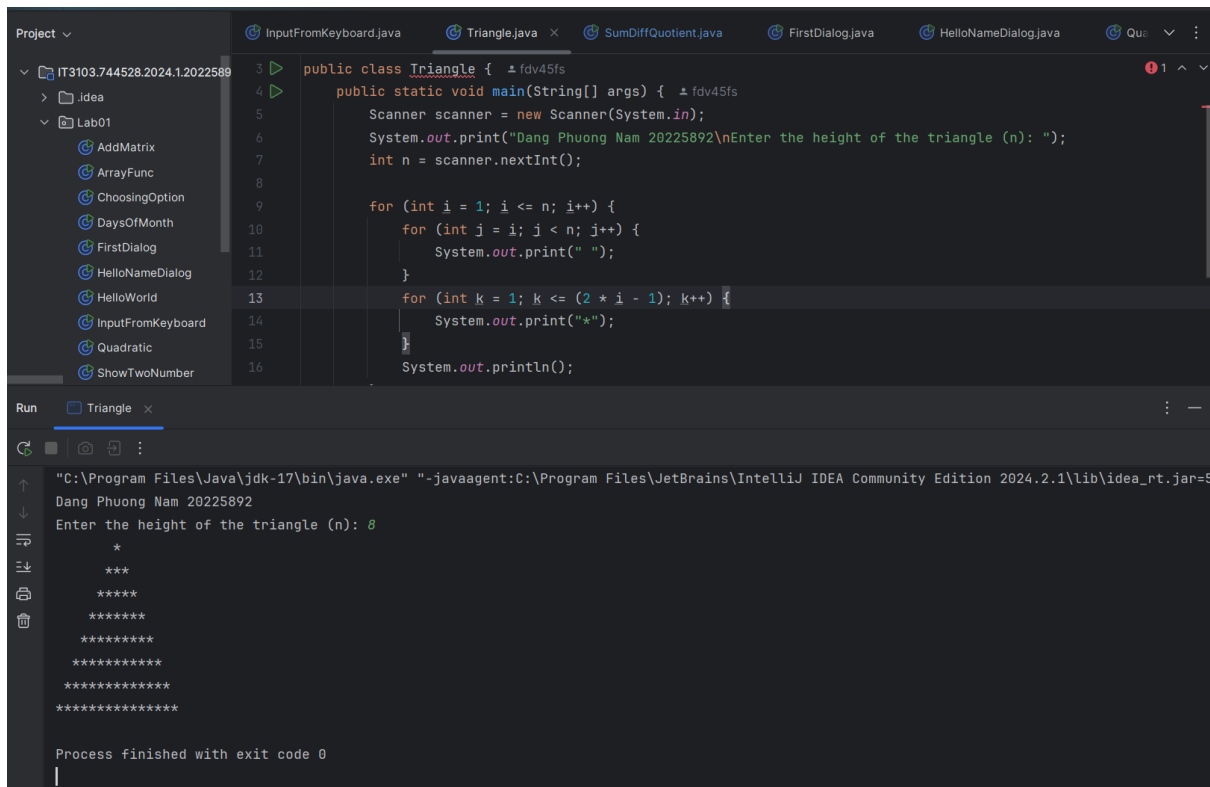 Project
InputFromKeyboard.java Triangle.java SumDiffQuotient.java FirstDialog.java HelloNameDialog.java Qua
IT3103.744528.2024.1.2022589
.idea
Lab01
AddMatrix
ArrayFunc
ChoosingOption
DaysOfMonth
FirstDialog
HelloNameDialog
HelloWorld
InputFromKeyboard
Quadratic
ShowTwoNumber
3 public class Triangle { fdv45fs
4 public static void main(String[] args) { fdv45fs
5 Scanner scanner = new Scanner(System.in);
6 System.out.print("Dang Phuong Nam 20225892\nEnter the height of the triangle (n): ");
7 int n = scanner.nextInt();
8
9 for (int i = 1; i <= n; i++) {
10 for (int j = i; j < n; j++) {
11 System.out.print(" ");
12 }
13 for (int k = 1; k <= (2 * i - 1); k++) {
14 System.out.print("*");
15 }
16 System.out.println();
1
Run Triangle
"C:\Program Files\Java\jdk-17\bin\java.exe" "-javaagent:C:\Program Files\JetBrains\IntelliJ IDEA Community Edition 2024.2.1\lib\idea_rt.jar=5
Dang Phuong Nam 20225892
Enter the height of the triangle (n): 8
*
***
*****
*******
*********
***********
*************
***************
Process finished with exit code 0